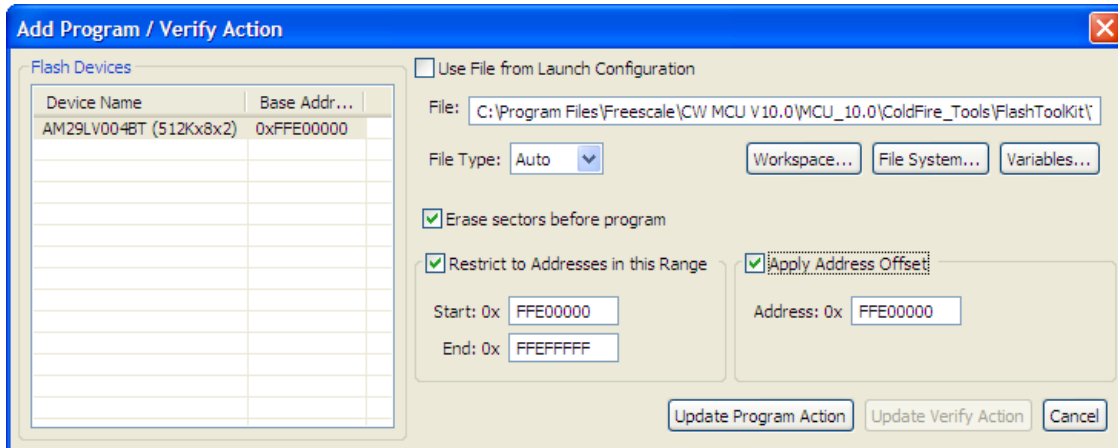 Add Program / Verify Action
Flash Devices
Device Name Base Addr...
AM29LV004BT (512Kx8x2) 0xFFE00000
Use File from Launch Configuration
File: C:\Program Files\Freescale\CW MCU V10.0\MCU_10.0\ColdFire_Tools\FlashToolKit\
File Type: Auto
Workspace... File System... Variables...
Erase sectors before program
Restrict to Addresses in this Range
Start: 0x FFE00000
End: 0x FFEFFFFF
Apply Address Offset
Address: 0x FFE00000
Update Program Action Update Verify Action Cancel